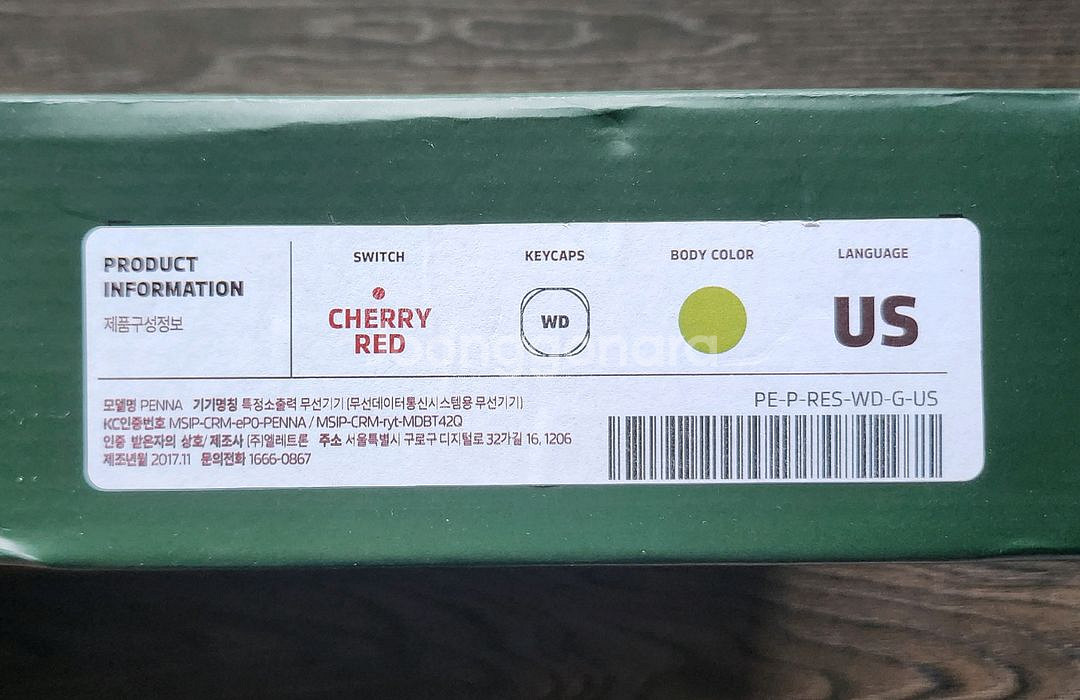 PRODUCT
INFORMATION
제품구성정보
SWITCH
CHERRY
RED
KEYCAPS
WD
BODY COLOR
LANGUAGE
US
모델명 PENNA 기기명칭 특정소출력 무선기기 (무선데이터통신시스템용 무선기기)
KC인증번호 MSIP-CRM-eP0-PENNA / MSIP-CRM-ryt-MDBT42Q
인증 받은자의 상호/ 제조사 (주)엘레트론 주소 서울특별시 구로구 디지털로 32가길 16, 1206
제조년월 2017.11 문의전화 1666-0867
PE-P-RES-WD-G-US